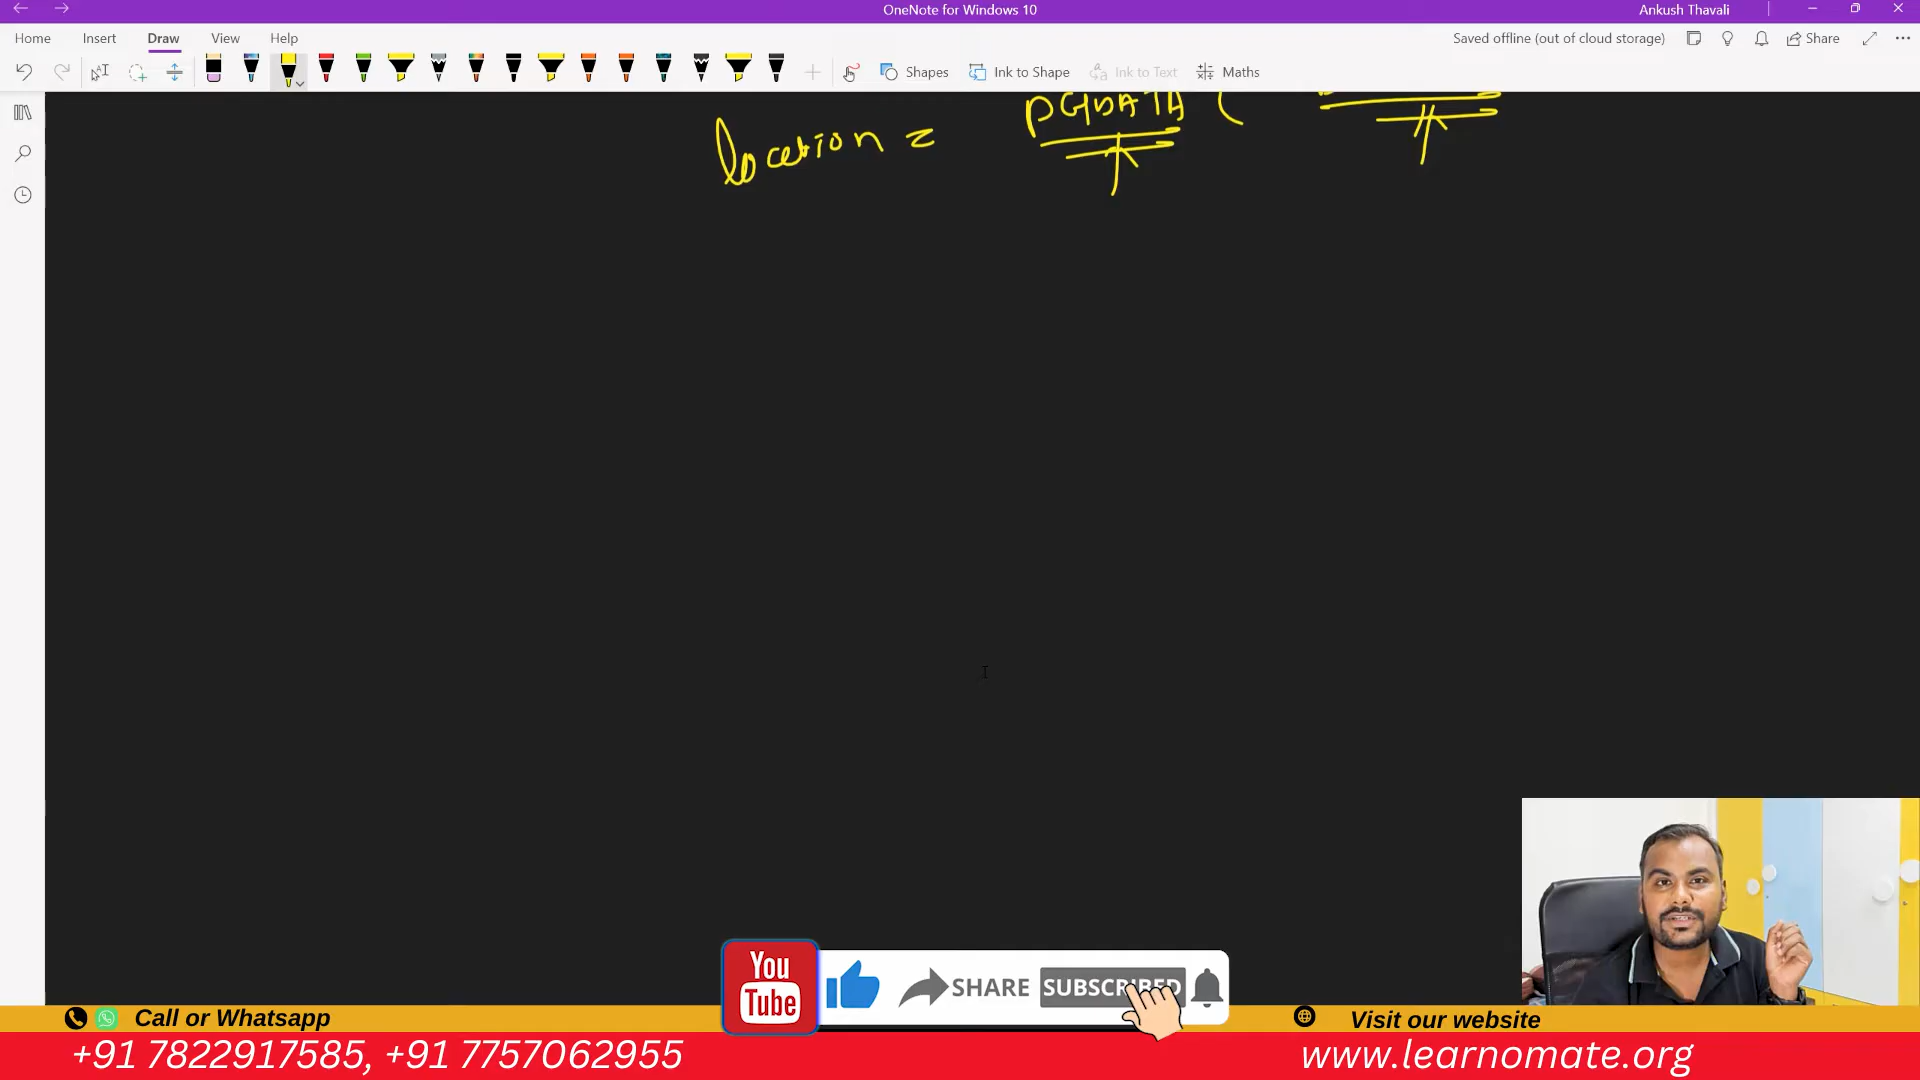 OneNote for Windows 10
Ankush Thavali
Home Insert Draw View Help
Saved offline (out of cloud storage)
Share
Shapes
Ink to Shape
Ink to Text
Maths
PGDATA (
location =
You
Tube
SHARE
SUBSCRIBED
Call or Whatsapp
Visit our website
+91 7822917585, +91 7757062955
www.learnomate.org